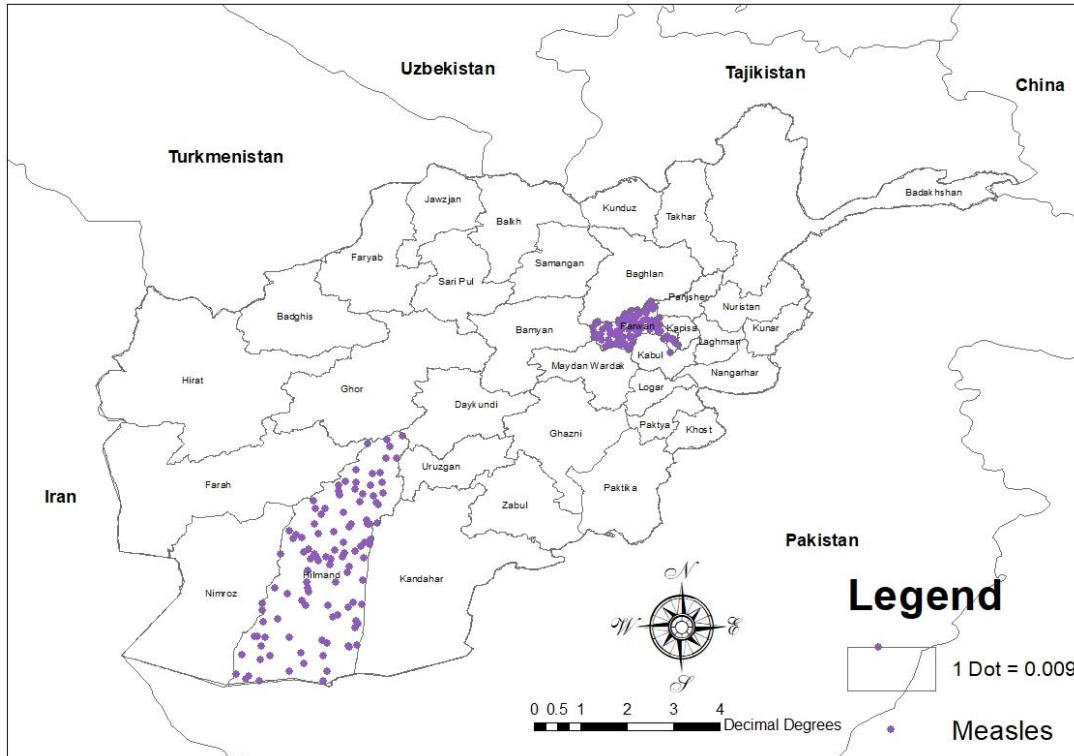 Uzbekistan
Tajikistan
China
Turkmenistan
Badakhshan
Jawzjan
Balkh
Kunduz
Takhar
Faryab
Samangan
Baghlan
Sari Pul
Badghis
Panjsher
Nuristan
Bamyan
Parwan
Kapisa
Kunar
Laghman
Kabul
Hirat
Maydan Wardak
Nangarhar
Ghor
Logar
Daykundi
Ghazni
Paktya
Khost
Uruzgan
Farah
Iran
Zabul
Paktika
Pakistan
Hilmand
Kandahar
Nimroz
N
W
E
S
Legend
1 Dot = 0.009
Measles
0 0.5 1 2 3 4
Decimal Degrees